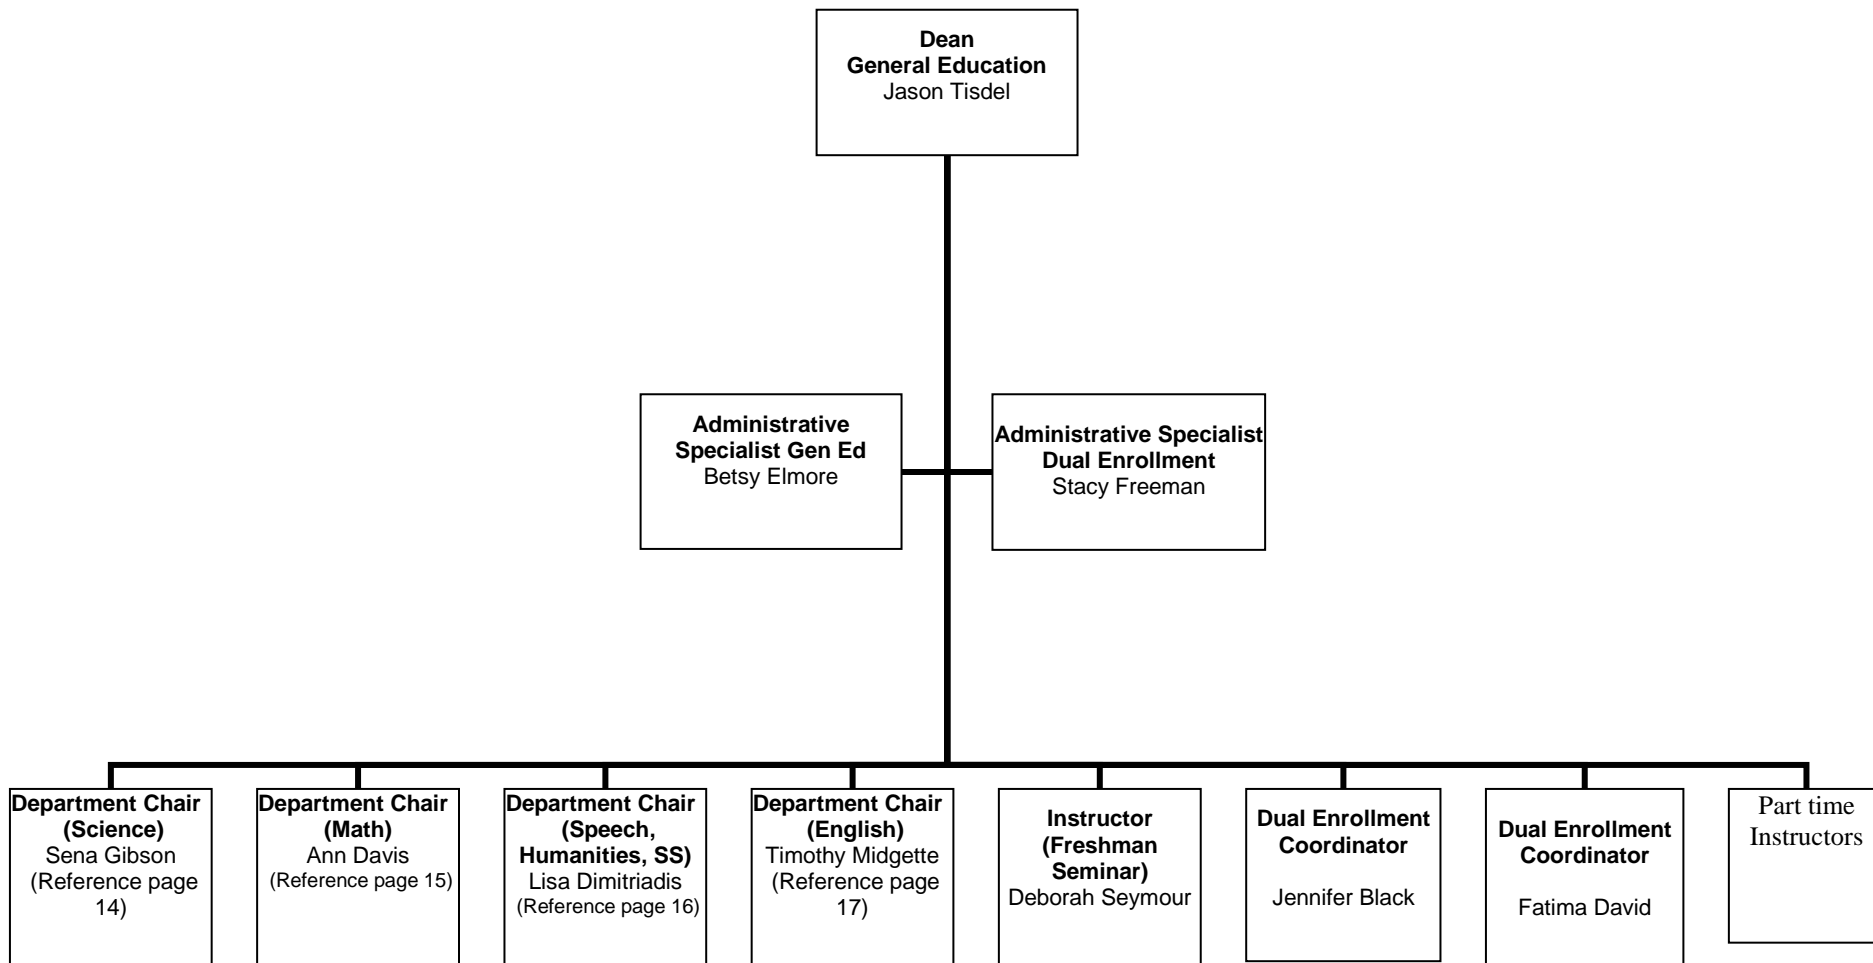 Dean
General Education
Jason Tisdel
Administrative
Specialist Gen Ed
Betsy Elmore
Administrative Specialist
Dual Enrollment
Stacy Freeman
Department Chair
(Science)
Sena Gibson
(Reference page
14)
Department Chair
(Math)
Ann Davis
(Reference page 15)
Department Chair
(Speech,
Humanities, SS)
Lisa Dimitriadis
(Reference page 16)
Department Chair
(English)
Timothy Midgette
(Reference page
17)
Instructor
(Freshman
Seminar)
Deborah Seymour
Dual Enrollment
Coordinator
Jennifer Black
Dual Enrollment
Coordinator
Fatima David
Part time
Instructors